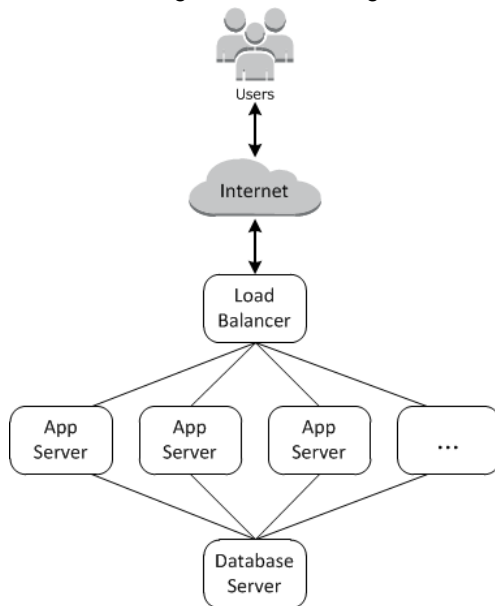 Users
Internet
Load
Balancer
App
Server
App
Server
App
Server
...
Database
Server